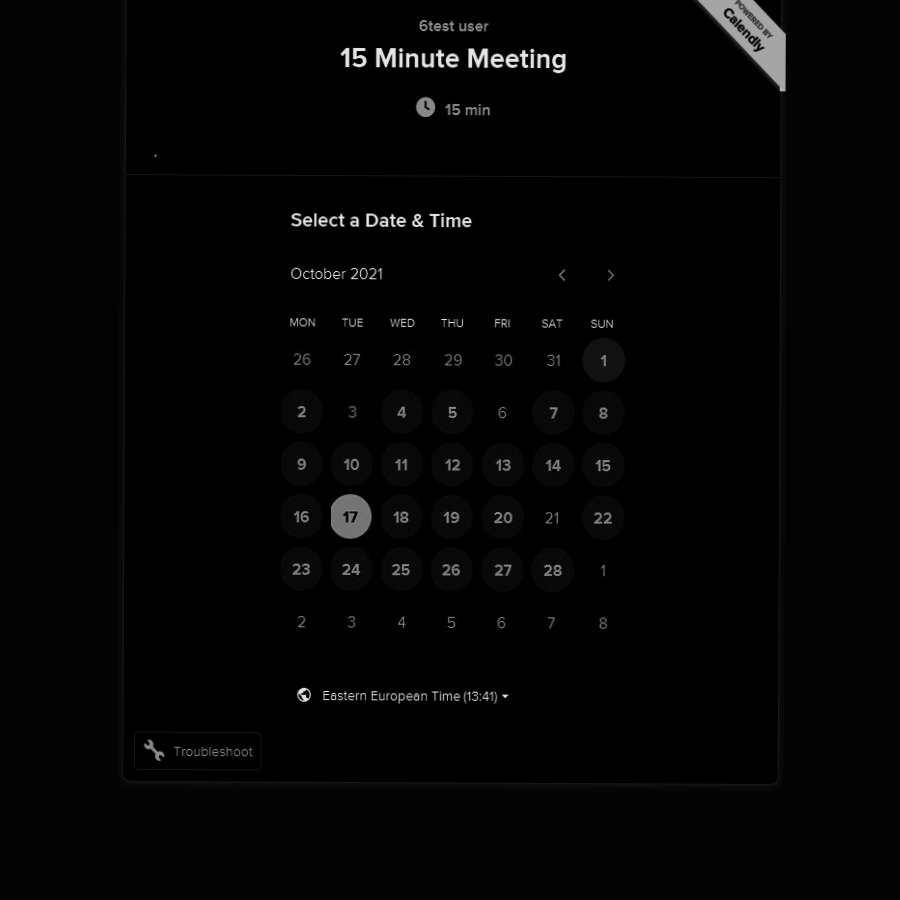 POWERED BY
Calendly
6test user
15 Minute Meeting
15 min
Select a Date & Time
October 2021
MON TUE WED THU FRI SAT SUN
26 27 28 29 30 31 1
2 3 4 5 6 7 8
9 10 11 12 13 14 15
16 17 18 19 20 21 22
23 24 25 26 27 28 1
2 3 4 5 6 7 8
Eastern European Time (13:41)
Troubleshoot